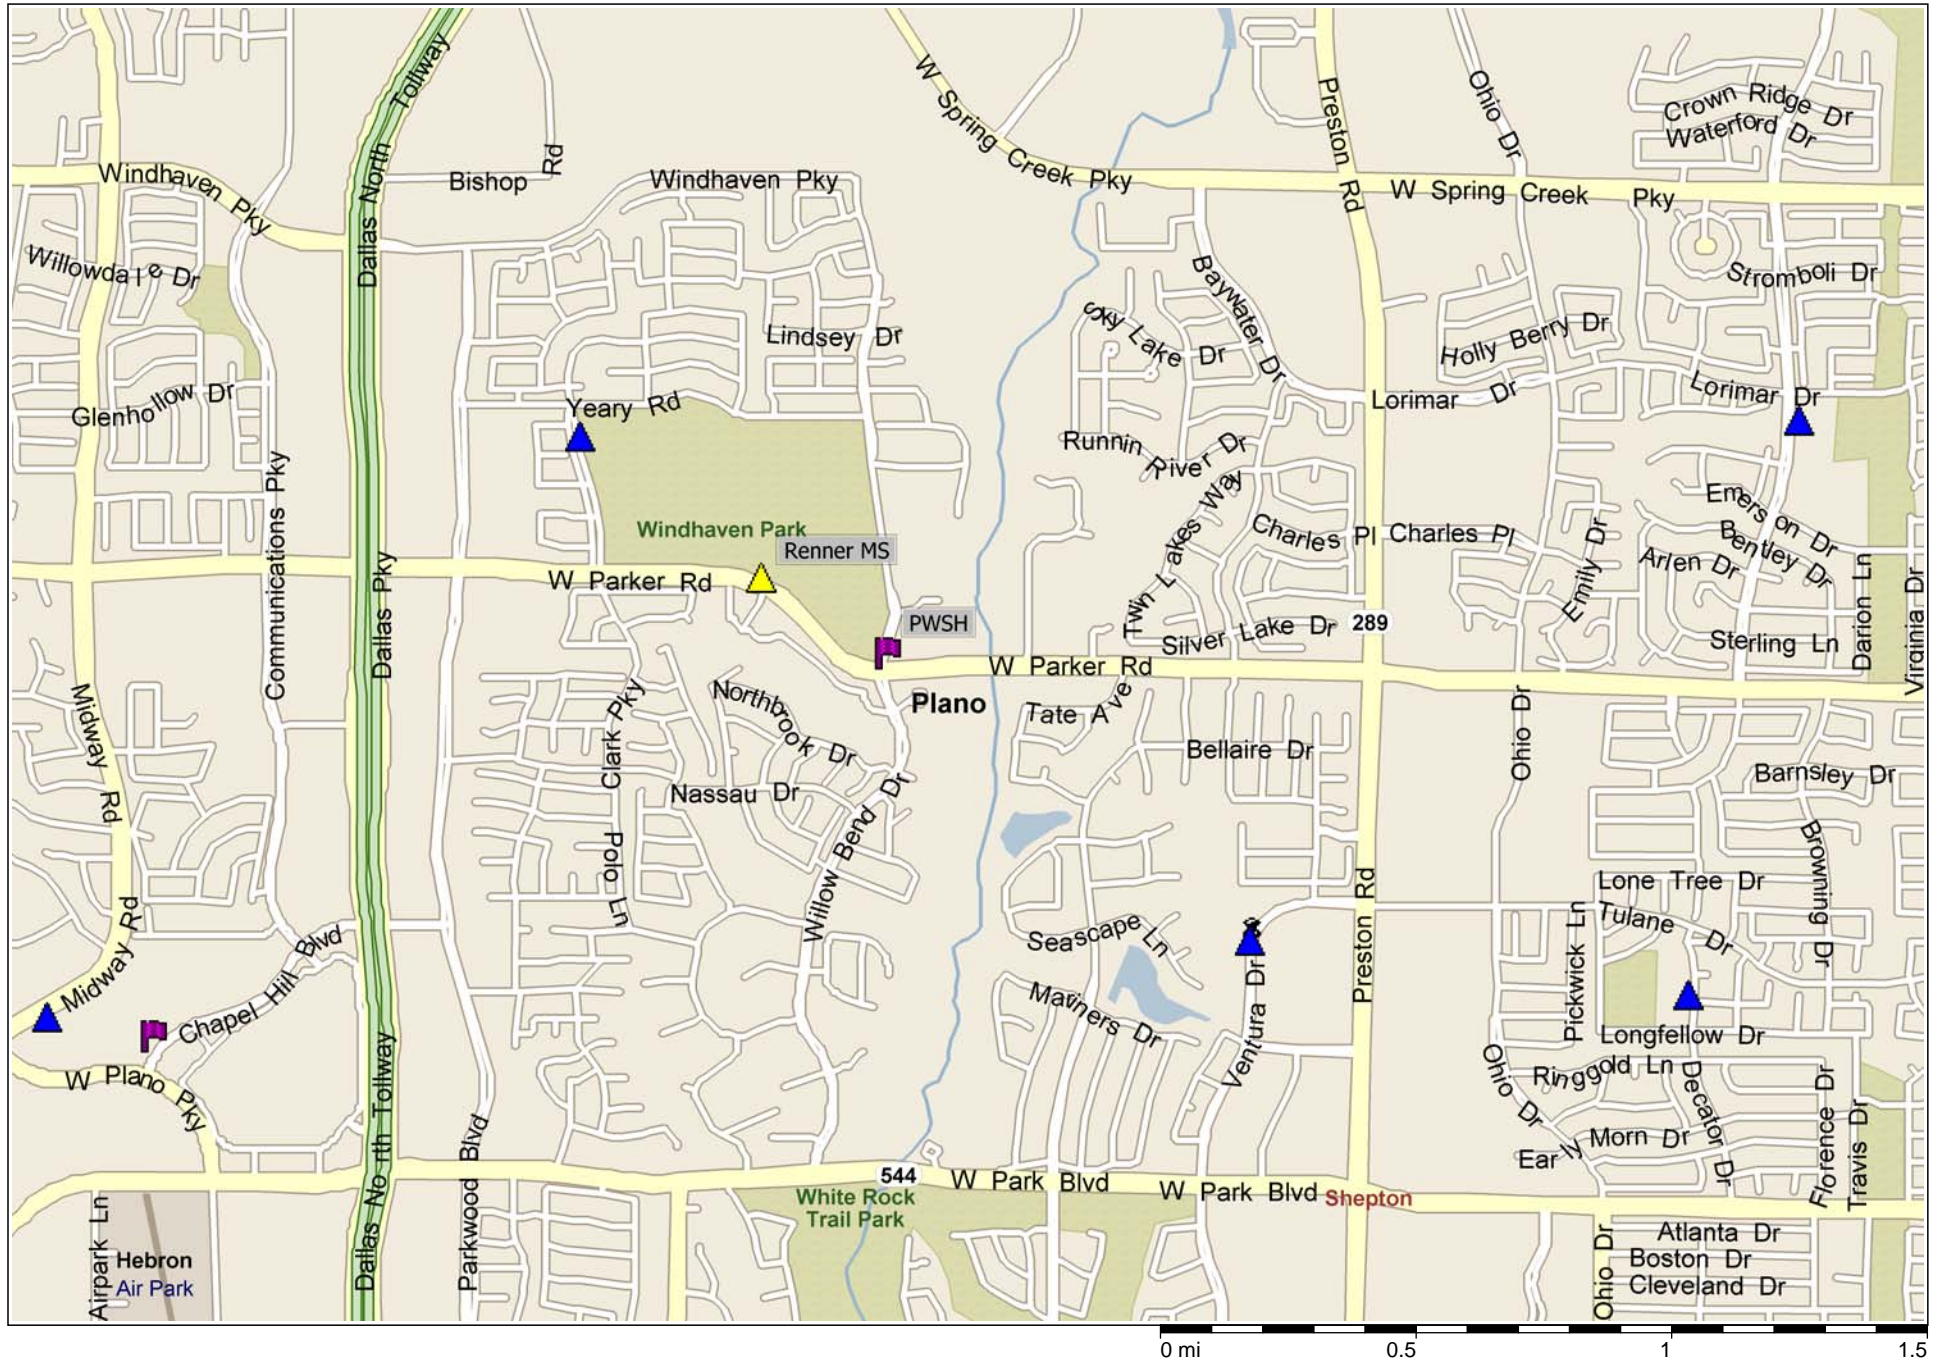 Dallas North Tollway
W Spring Creek Pky
Preston Rd
Ohio Dr
Crown Ridge Dr
Waterford Dr
Windhaven Pky
Bishop Rd
Windhaven Pky
W Spring Creek Pky
Willowdale Dr
Dallas North
Baywater Dr
Stromboli Dr
Sky Lake Dr
Lindsey Dr
Holly Berry Dr
Glenhollow Dr
Yeary Rd
Lorimar Dr
Lorimar Dr
Runnin River Dr
Communications Pky
Windhaven Park
Renner MS
Twin Lakes Way
Charles Pl
Charles Pl
Emerson Dr
Bentley Dr
Arlen Dr
Emily Dr
Darion Ln
Virginia Dr
W Parker Rd
Dallas Pky
PWSH
Silver Lake Dr
289
Sterling Ln
W Parker Rd
Midway Rd
Clark Pky
Northbrook Dr
Plano
Tate Ave
Bellaire Dr
Ohio Dr
Nassau Dr
Barnsley Dr
Polo Ln
Willow Bend Dr
Browning Dr
Lone Tree Dr
Tulane Dr
Midway Rd
Chapel Hill Blvd
Seascape Ln
Preston Rd
Pickwick Ln
Mariners Dr
Ventura Dr
Longfellow Dr
Ringgold Ln
W Plano Pky
Dallas North Tollway
Parkwood Blvd
Ohio Dr
Decator Dr
Early Morn Dr
Florence Dr
Travis Dr
544
W Park Blvd
W Park Blvd
Shepton
White Rock
Trail Park
Airpark Ln
Hebron
Air Park
Ohio Dr
Atlanta Dr
Boston Dr
Cleveland Dr
0 mi 0.5 1 1.5